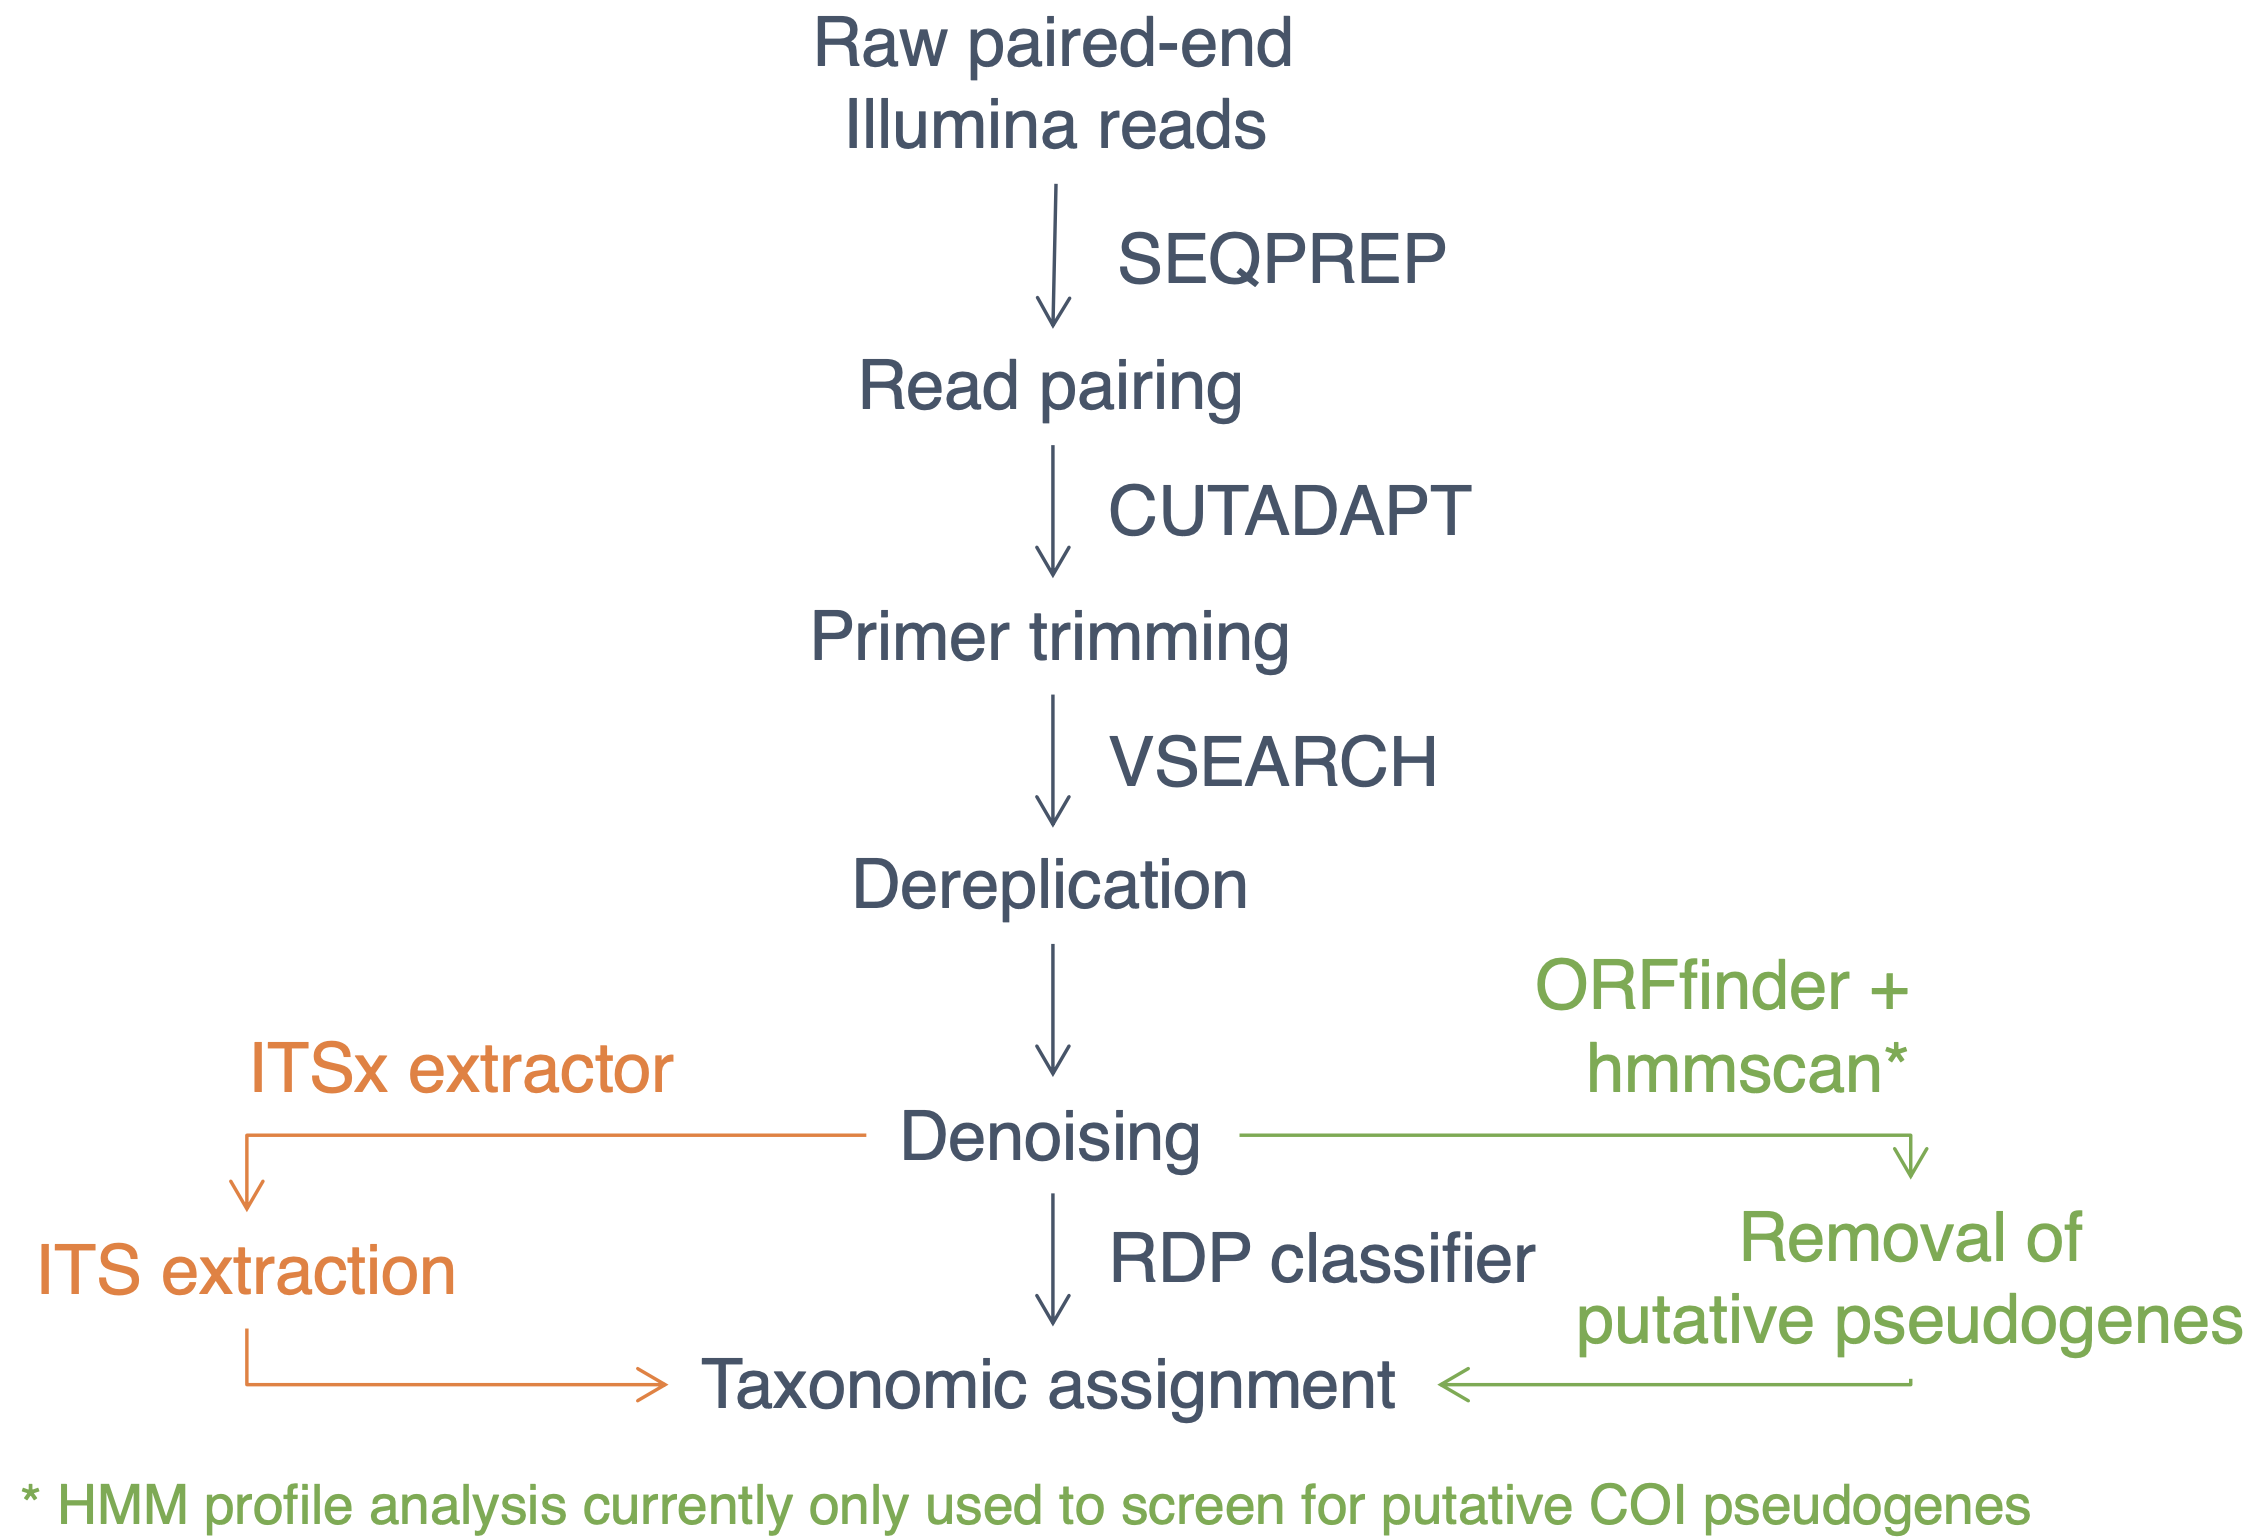 Raw paired-end
Illumina reads
SEQPREP
Read pairing
CUTADAPT
Primer trimming
VSEARCH
Dereplication
ORFfinder +
hmmscan*
ITSx extractor
Denoising
ITS extraction
RDP classifier
Removal of
putative pseudogenes
Taxonomic assignment
* HMM profile analysis currently only used to screen for putative COI pseudogenes